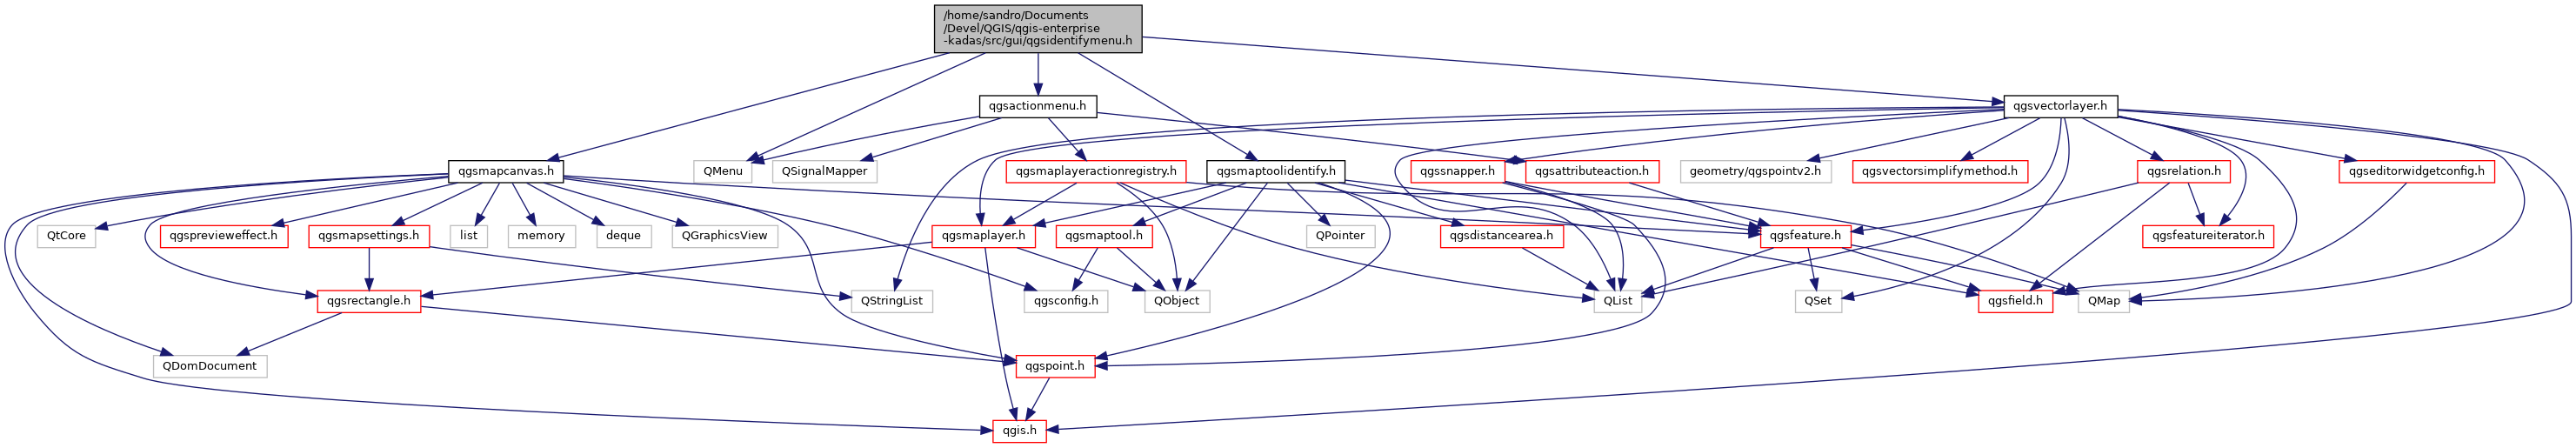 /home/sandro/Documents
/Devel/QGIS/qgis-enterprise
-kadas/src/gui/qgsidentifymenu.h
qgsactionmenu.h
qgsvectorlayer.h
qgsmapcanvas.h
QMenu
QSignalMapper
qgsmaplayeractionregistry.h
qgsmaptoolidentify.h
qgssnapper.h
qgsattributeaction.h
geometry/qgspointv2.h
qgsvectorsimplifymethod.h
qgsrelation.h
qgseditorwidgetconfig.h
QtCore
qgsprevieweffect.h
qgsmapsettings.h
list
memory
deque
QGraphicsView
qgsmaplayer.h
qgsmaptool.h
QPointer
qgsdistancearea.h
qgsfeature.h
qgsfeatureiterator.h
qgsrectangle.h
QStringList
qgsconfig.h
QObject
QList
QSet
qgsfield.h
QMap
QDomDocument
qgspoint.h
qgis.h